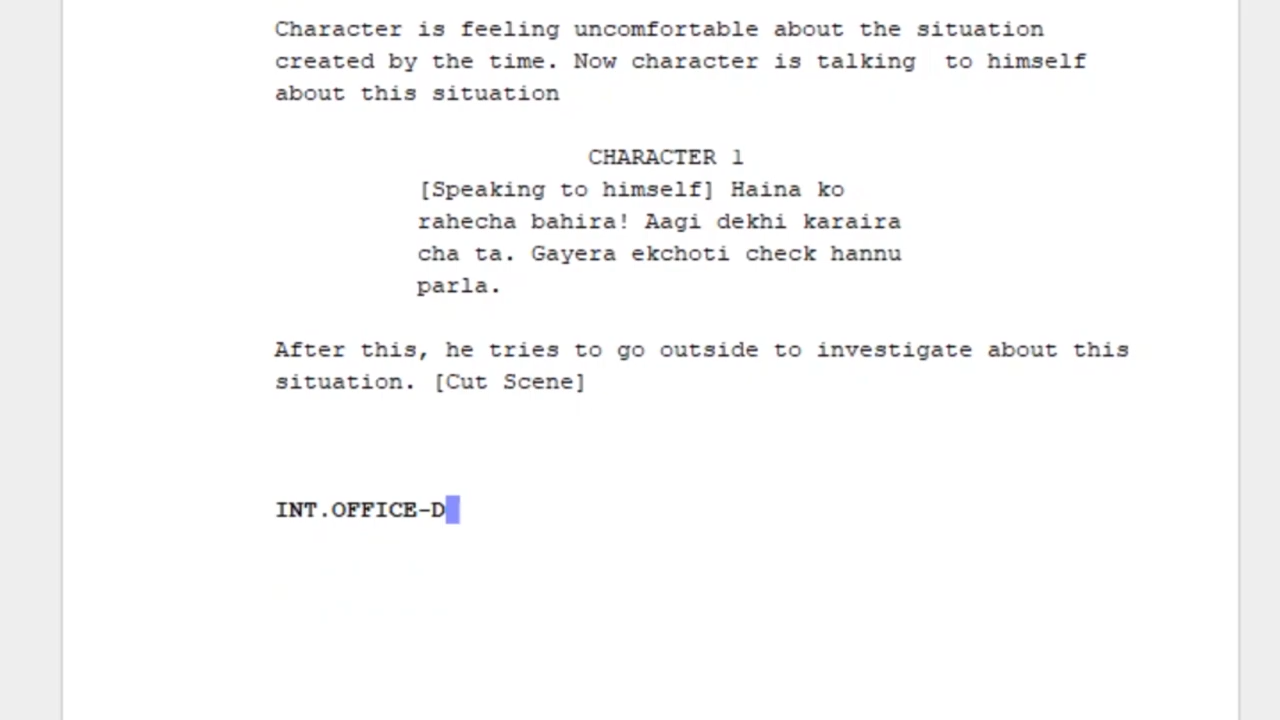 Character is feeling uncomfortable about the situation
created by the time. Now character is talking  to himself
about this situation
CHARACTER 1
[Speaking to himself] Haina ko
rahecha bahira! Aagi dekhi karaira
cha ta. Gayera ekchoti check hannu
parla.
After this, he tries to go outside to investigate about this
situation. [Cut Scene]
INT.OFFICE-D